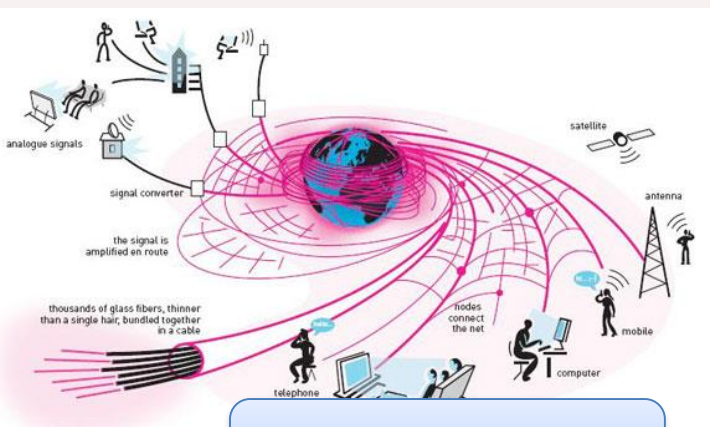 satellite
analogue signals
antenna
signal converter
the signal is
amplified en route
thousands of glass fibers, thinner
than a single hair, bundled together
in a cable
nodes
connect
the net
hello...
mobile
telephone
computer